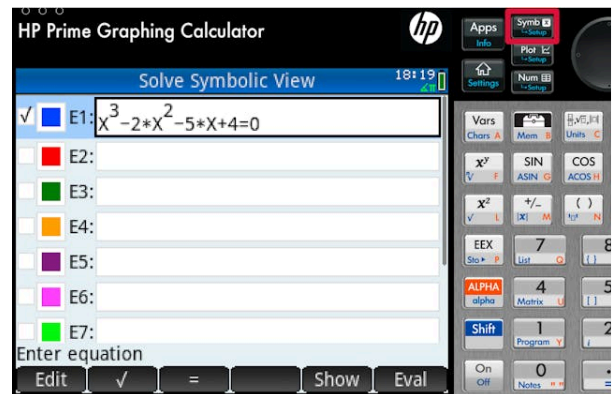 HP Prime Graphing Calculator
hp
Solve Symbolic View
18:19
∡π
√ E1: X³-2*X²-5*X+4=0
E2:
E3:
E4:
E5:
E6:
E7:
Enter equation
Edit √ = Show Eval
Apps
Info
Symb
↪Setup
Plot
↪Setup
Settings
Num
↪Setup
Vars
Chars A
Mem B
Units C
xʸ
F
SIN
ASIN G
COS
ACOS H
x²
√ L
+/-
|x| M
( )
N
EEX
Sto ▸ P
7
List Q
8
{ }
ALPHA
alpha
4
Matrix U
5
[ ]
Shift
1
Program Y
2
i
On
Off
0
Notes " "
.
=